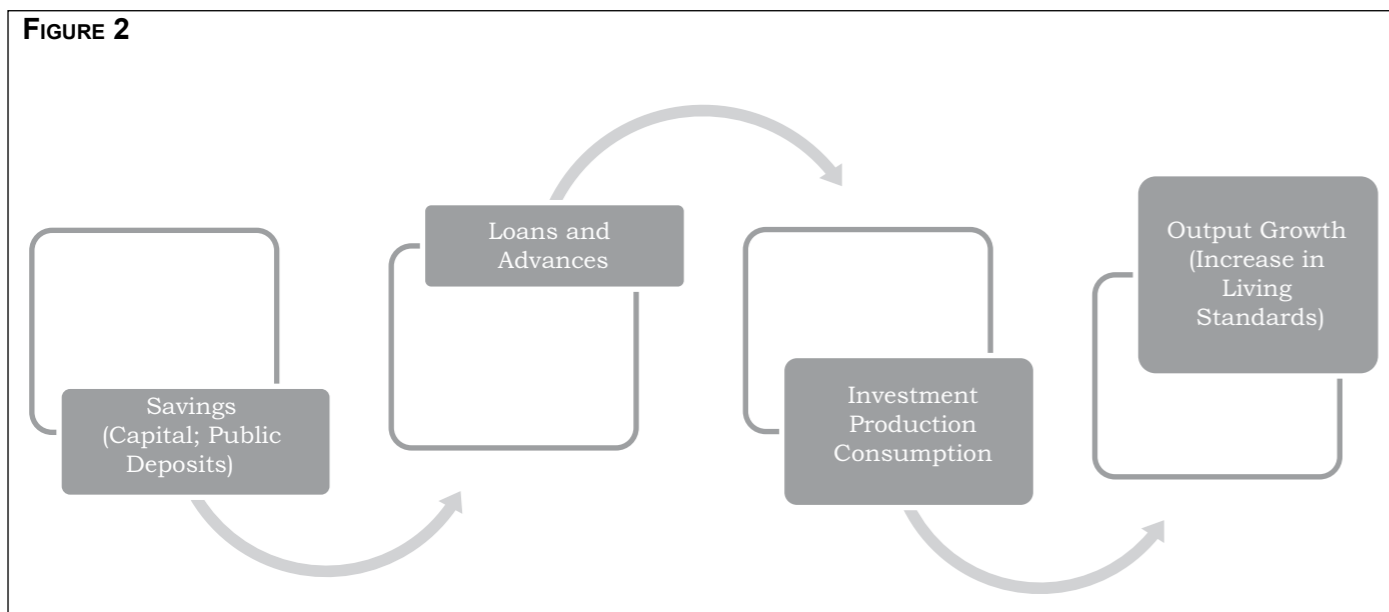 FIGURE 2
Savings
(Capital; Public
Deposits)
Loans and
Advances
Investment
Production
Consumption
Output Growth
(Increase in
Living
Standards)